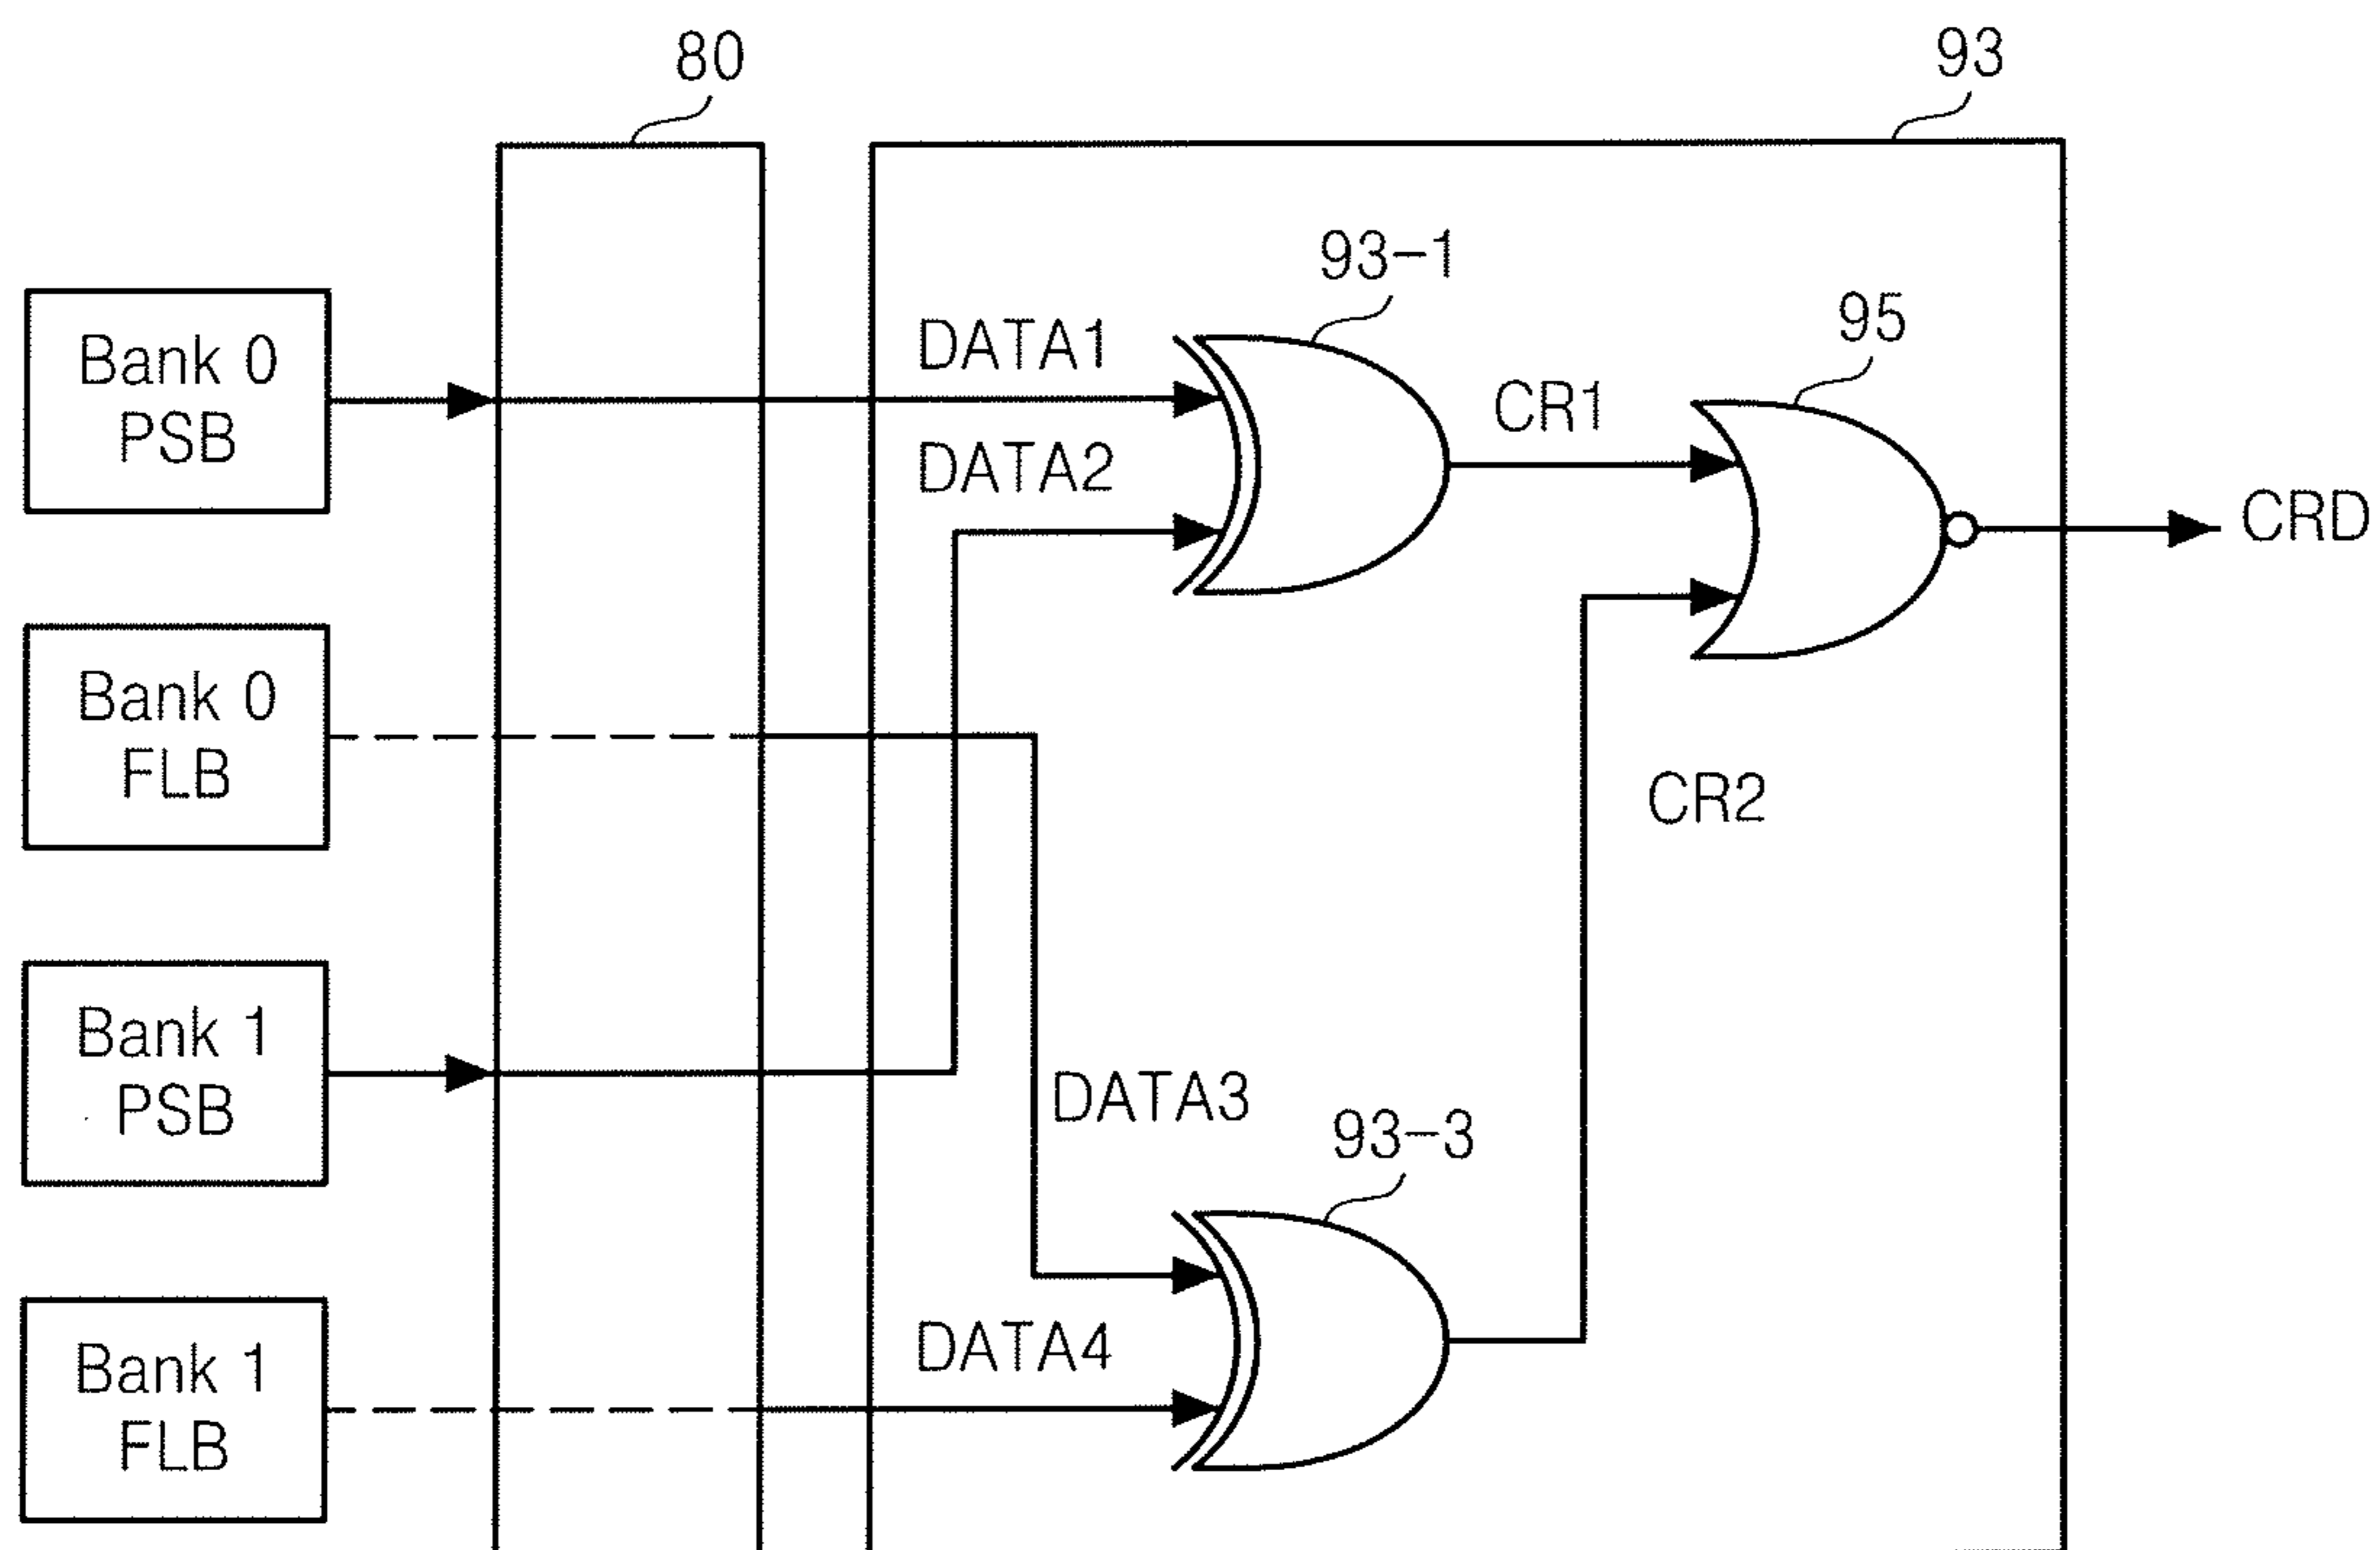 80
93
93-1
95
Bank 0
PSB
DATA1
DATA2
CR1
CRD
Bank 0
FLB
CR2
Bank 1
PSB
DATA3
93-3
Bank 1
FLB
DATA4